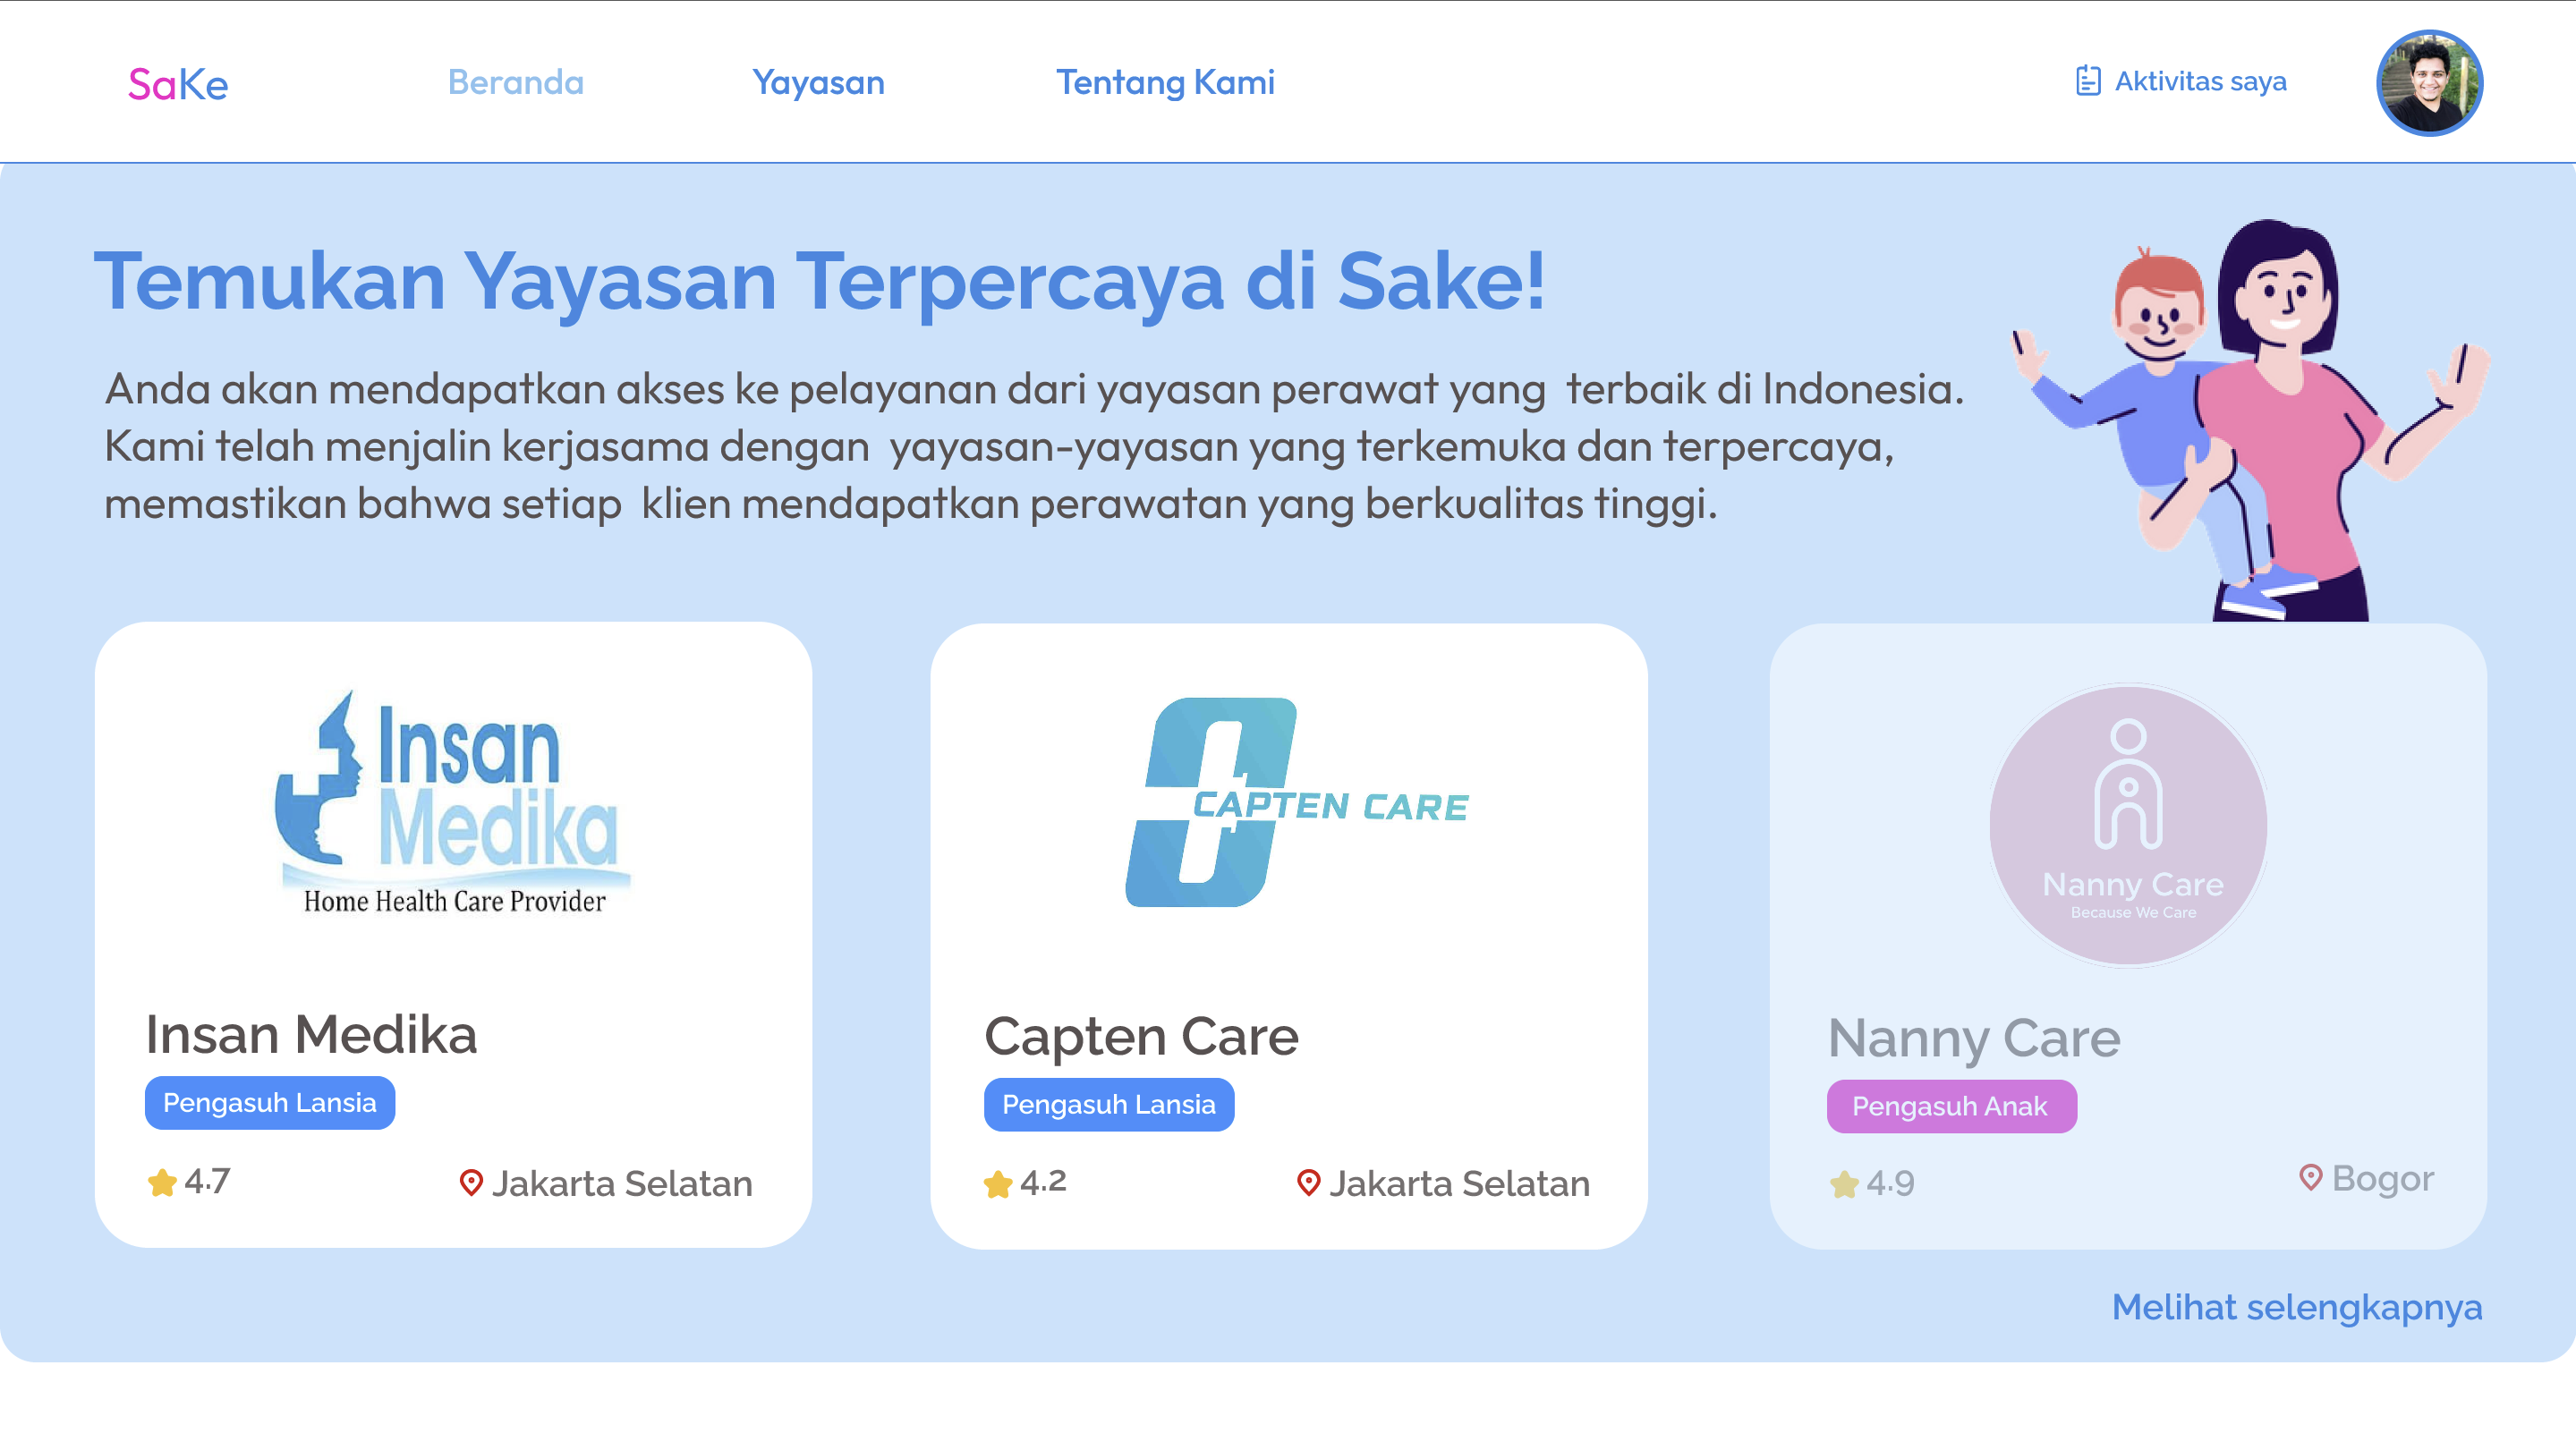 SaKe
Beranda
Yayasan
Tentang Kami
Aktivitas saya
Temukan Yayasan Terpercaya di Sake!
Anda akan mendapatkan akses ke pelayanan dari yayasan perawat yang  terbaik di Indonesia.
Kami telah menjalin kerjasama dengan  yayasan-yayasan yang terkemuka dan terpercaya,
memastikan bahwa setiap  klien mendapatkan perawatan yang berkualitas tinggi.
Insan
Medika
Home Health Care Provider
Insan Medika
Pengasuh Lansia
4.7
Jakarta Selatan
CAPTEN CARE
Capten Care
Pengasuh Lansia
4.2
Jakarta Selatan
Nanny Care
Because We Care
Nanny Care
Pengasuh Anak
4.9
Bogor
Melihat selengkapnya